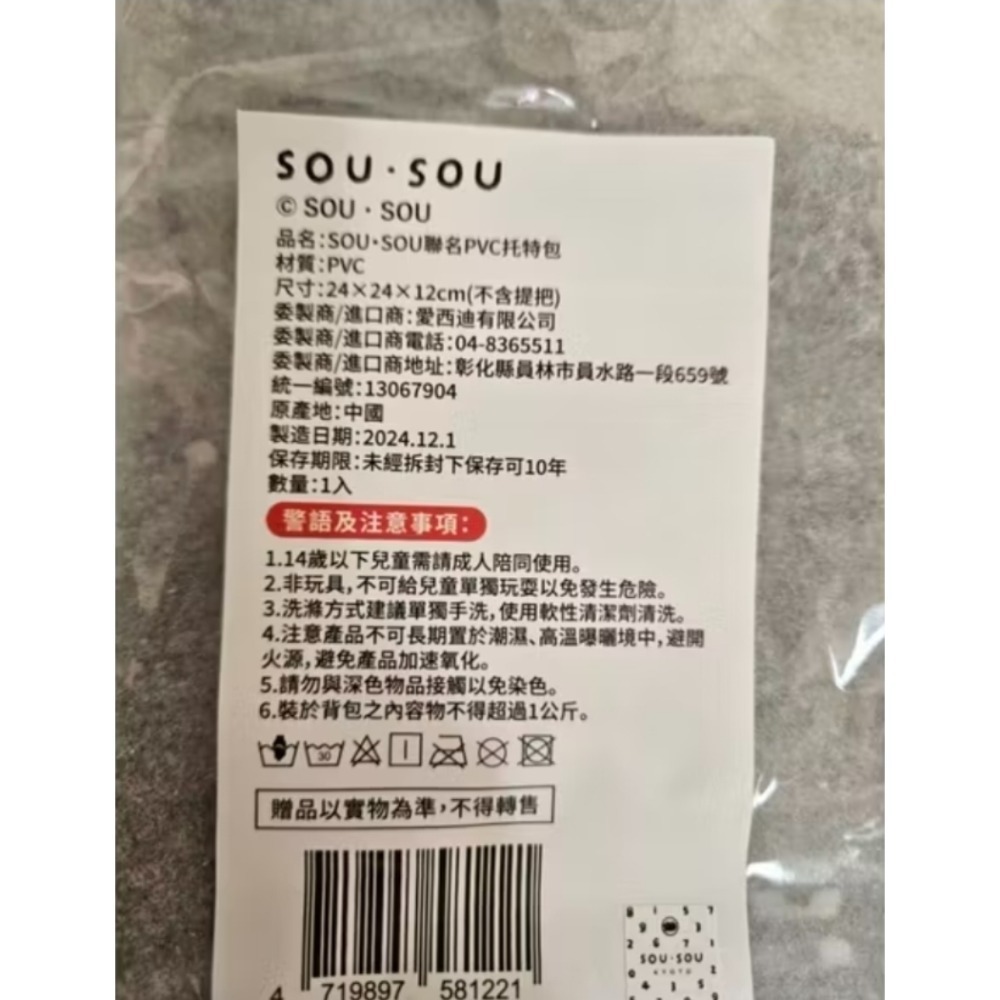 SOU・SOU
© SOU・SOU
品名:SOU・SOU聯名PVC托特包
材質:PVC
尺寸:24×24×12cm(不含提把)
委製商/進口商:愛西迪有限公司
委製商/進口商電話:04-8365511
委製商/進口商地址:彰化縣員林市員水路一段659號
統一編號:13067904
原產地:中國
製造日期:2024.12.1
保存期限:未經拆封下保存可10年
數量:1入
警語及注意事項:
1.14歲以下兒童需請成人陪同使用。
2.非玩具,不可給兒童單獨玩耍以免發生危險。
3.洗滌方式建議單獨手洗,使用軟性清潔劑清洗。
4.注意產品不可長期置於潮濕、高溫曝曬境中,避開
火源,避免產品加速氧化。
5.請勿與深色物品接觸以免染色。
6.裝於背包之內容物不得超過1公斤。
30
贈品以實物為準,不得轉售
4 719897 581221
SOU・SOU
KYOTO